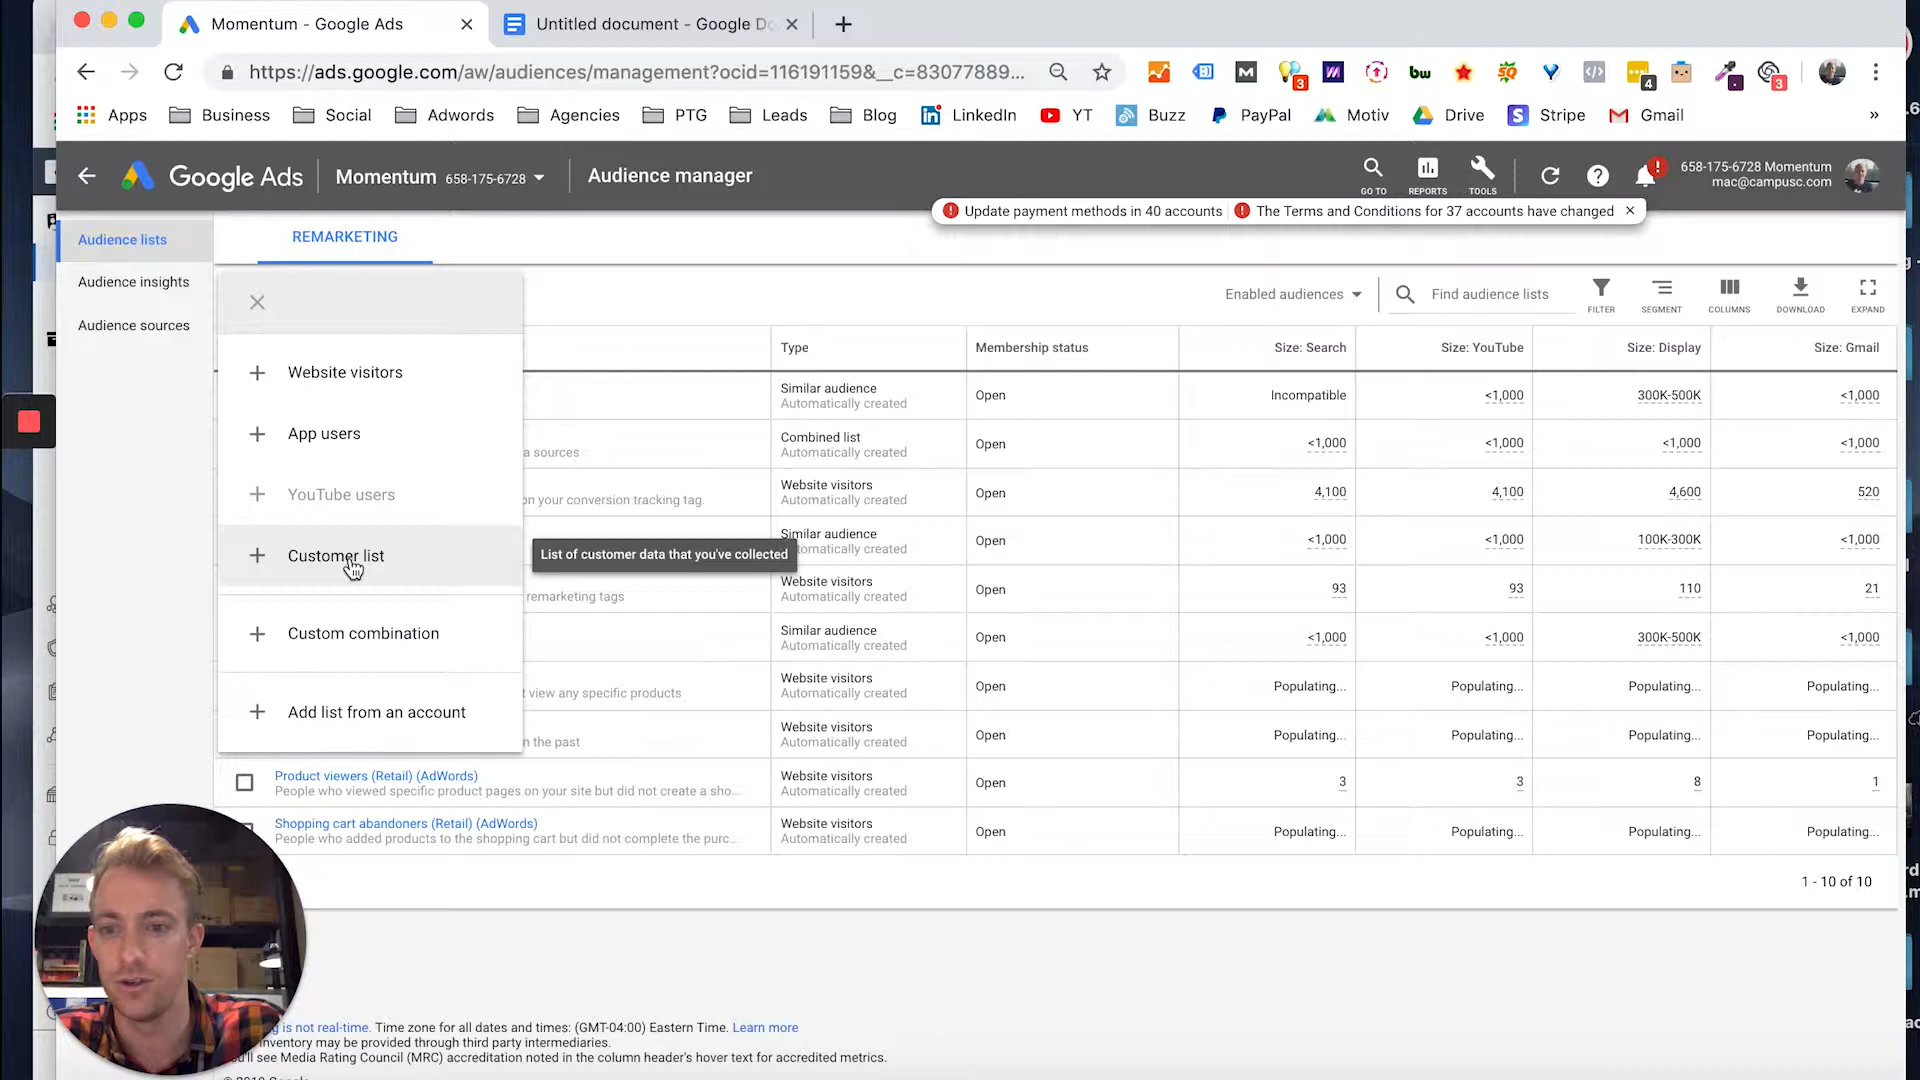 Momentum - Google Ads
Untitled document - Google Do
https://ads.google.com/aw/audiences/management?ocid=116191159&__c=83077889...
3
4
3
Apps
Business
Social
Adwords
Agencies
PTG
Leads
Blog
LinkedIn
YT
Buzz
PayPal
Motiv
Drive
Stripe
Gmail
»
Google Ads
Momentum 658-175-6728
Audience manager
GO TO
REPORTS
TOOLS
658-175-6728 Momentum
mac@campusc.com
Update payment methods in 40 accounts
The Terms and Conditions for 37 accounts have changed
Audience lists
Audience insights
Audience sources
REMARKETING
Enabled audiences
Find audience lists
FILTER
SEGMENT
COLUMNS
DOWNLOAD
EXPAND
Website visitors
App users
YouTube users
Customer list
List of customer data that you've collected
Custom combination
Add list from an account
Type
Membership status
Size: Search
Size: YouTube
Size: Display
Size: Gmail
Similar audience
Automatically created
Open
Incompatible
<1,000
300K-500K
<1,000
a sources
Combined list
Automatically created
Open
<1,000
<1,000
<1,000
<1,000
on your conversion tracking tag.
Website visitors
Automatically created
Open
4,100
4,100
4,600
520
Similar audience
utomatically created
Open
<1,000
<1,000
100K-300K
<1,000
remarketing tags
Website visitors
Automatically created
Open
93
93
110
21
Similar audience
Automatically created
Open
<1,000
<1,000
300K-500K
<1,000
t view any specific products
Website visitors
Automatically created
Open
Populating...
Populating...
Populating...
Populating...
n the past
Website visitors
Automatically created
Open
Populating...
Populating...
Populating...
Populating...
Product viewers (Retail) (AdWords)
People who viewed specific product pages on your site but did not create a sho...
Website visitors
Automatically created
Open
3
3
8
1
Shopping cart abandoners (Retail) (AdWords)
People who added products to the shopping cart but did not complete the purc...
Website visitors
Automatically created
Open
Populating...
Populating...
Populating...
Populating...
1 - 10 of 10
g is not real-time. Time zone for all dates and times: (GMT-04:00) Eastern Time. Learn more
inventory may be provided through third party intermediaries.
'll see Media Rating Council (MRC) accreditation noted in the column header's hover text for accredited metrics.